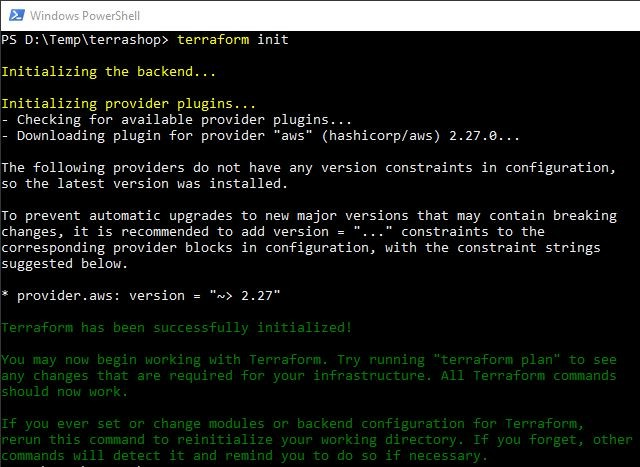 Windows PowerShell
PS D:\Temp\terrashop> terraform init
Initializing the backend...
Initializing provider plugins...
- Checking for available provider plugins...
- Downloading plugin for provider "aws" (hashicorp/aws) 2.27.0...
The following providers do not have any version constraints in configuration,
so the latest version was installed.
To prevent automatic upgrades to new major versions that may contain breaking
changes, it is recommended to add version = "..." constraints to the
corresponding provider blocks in configuration, with the constraint strings
suggested below.
* provider.aws: version = "~> 2.27"
Terraform has been successfully initialized!
You may now begin working with Terraform. Try running "terraform plan" to see
any changes that are required for your infrastructure. All Terraform commands
should now work.
If you ever set or change modules or backend configuration for Terraform,
rerun this command to reinitialize your working directory. If you forget, other
commands will detect it and remind you to do so if necessary.